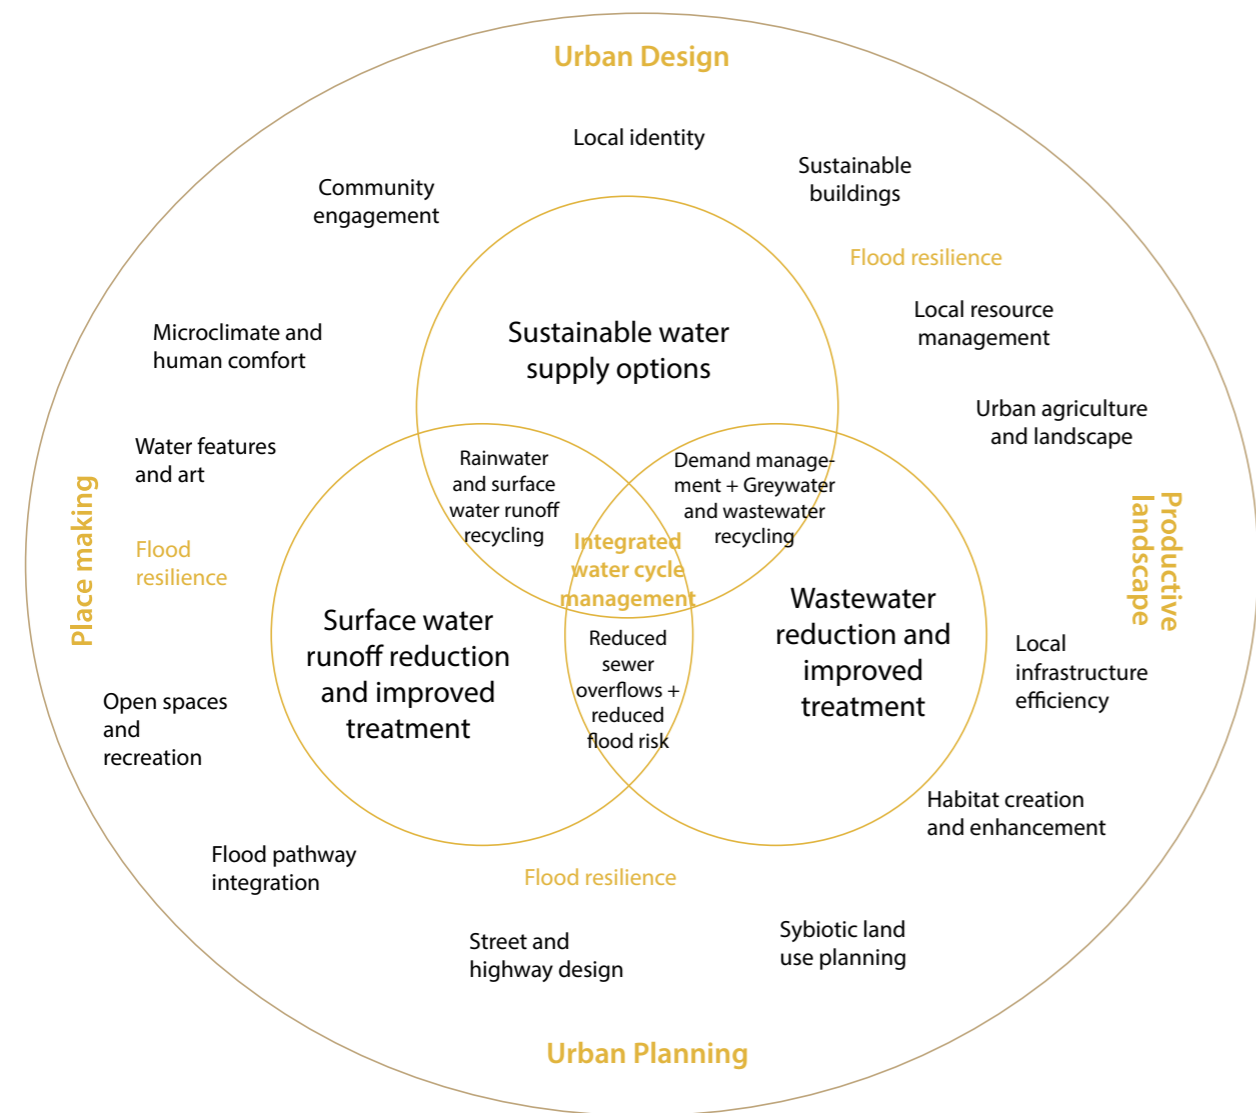 Urban Design
Local identity
Sustainable
buildings
Community
engagement
Flood resilience
Local resource
management
Microclimate and
human comfort
Sustainable water
supply options
Urban agriculture
and landscape
Water features
and art
Rainwater
and surface
water runoff
recycling
Demand manage-
ment + Greywater
and wastewater
recycling
Place making
Flood
resilience
Integrated
water cycle
management
Productive
landscape
Surface water
runoff reduction
and improved
treatment
Reduced
sewer
overflows +
reduced
flood risk
Wastewater
reduction and
improved
treatment
Local
infrastructure
efficiency
Open spaces
and
recreation
Habitat creation
and enhancement
Flood pathway
integration
Flood resilience
Street and
highway design
Sybiotic land
use planning
Urban Planning